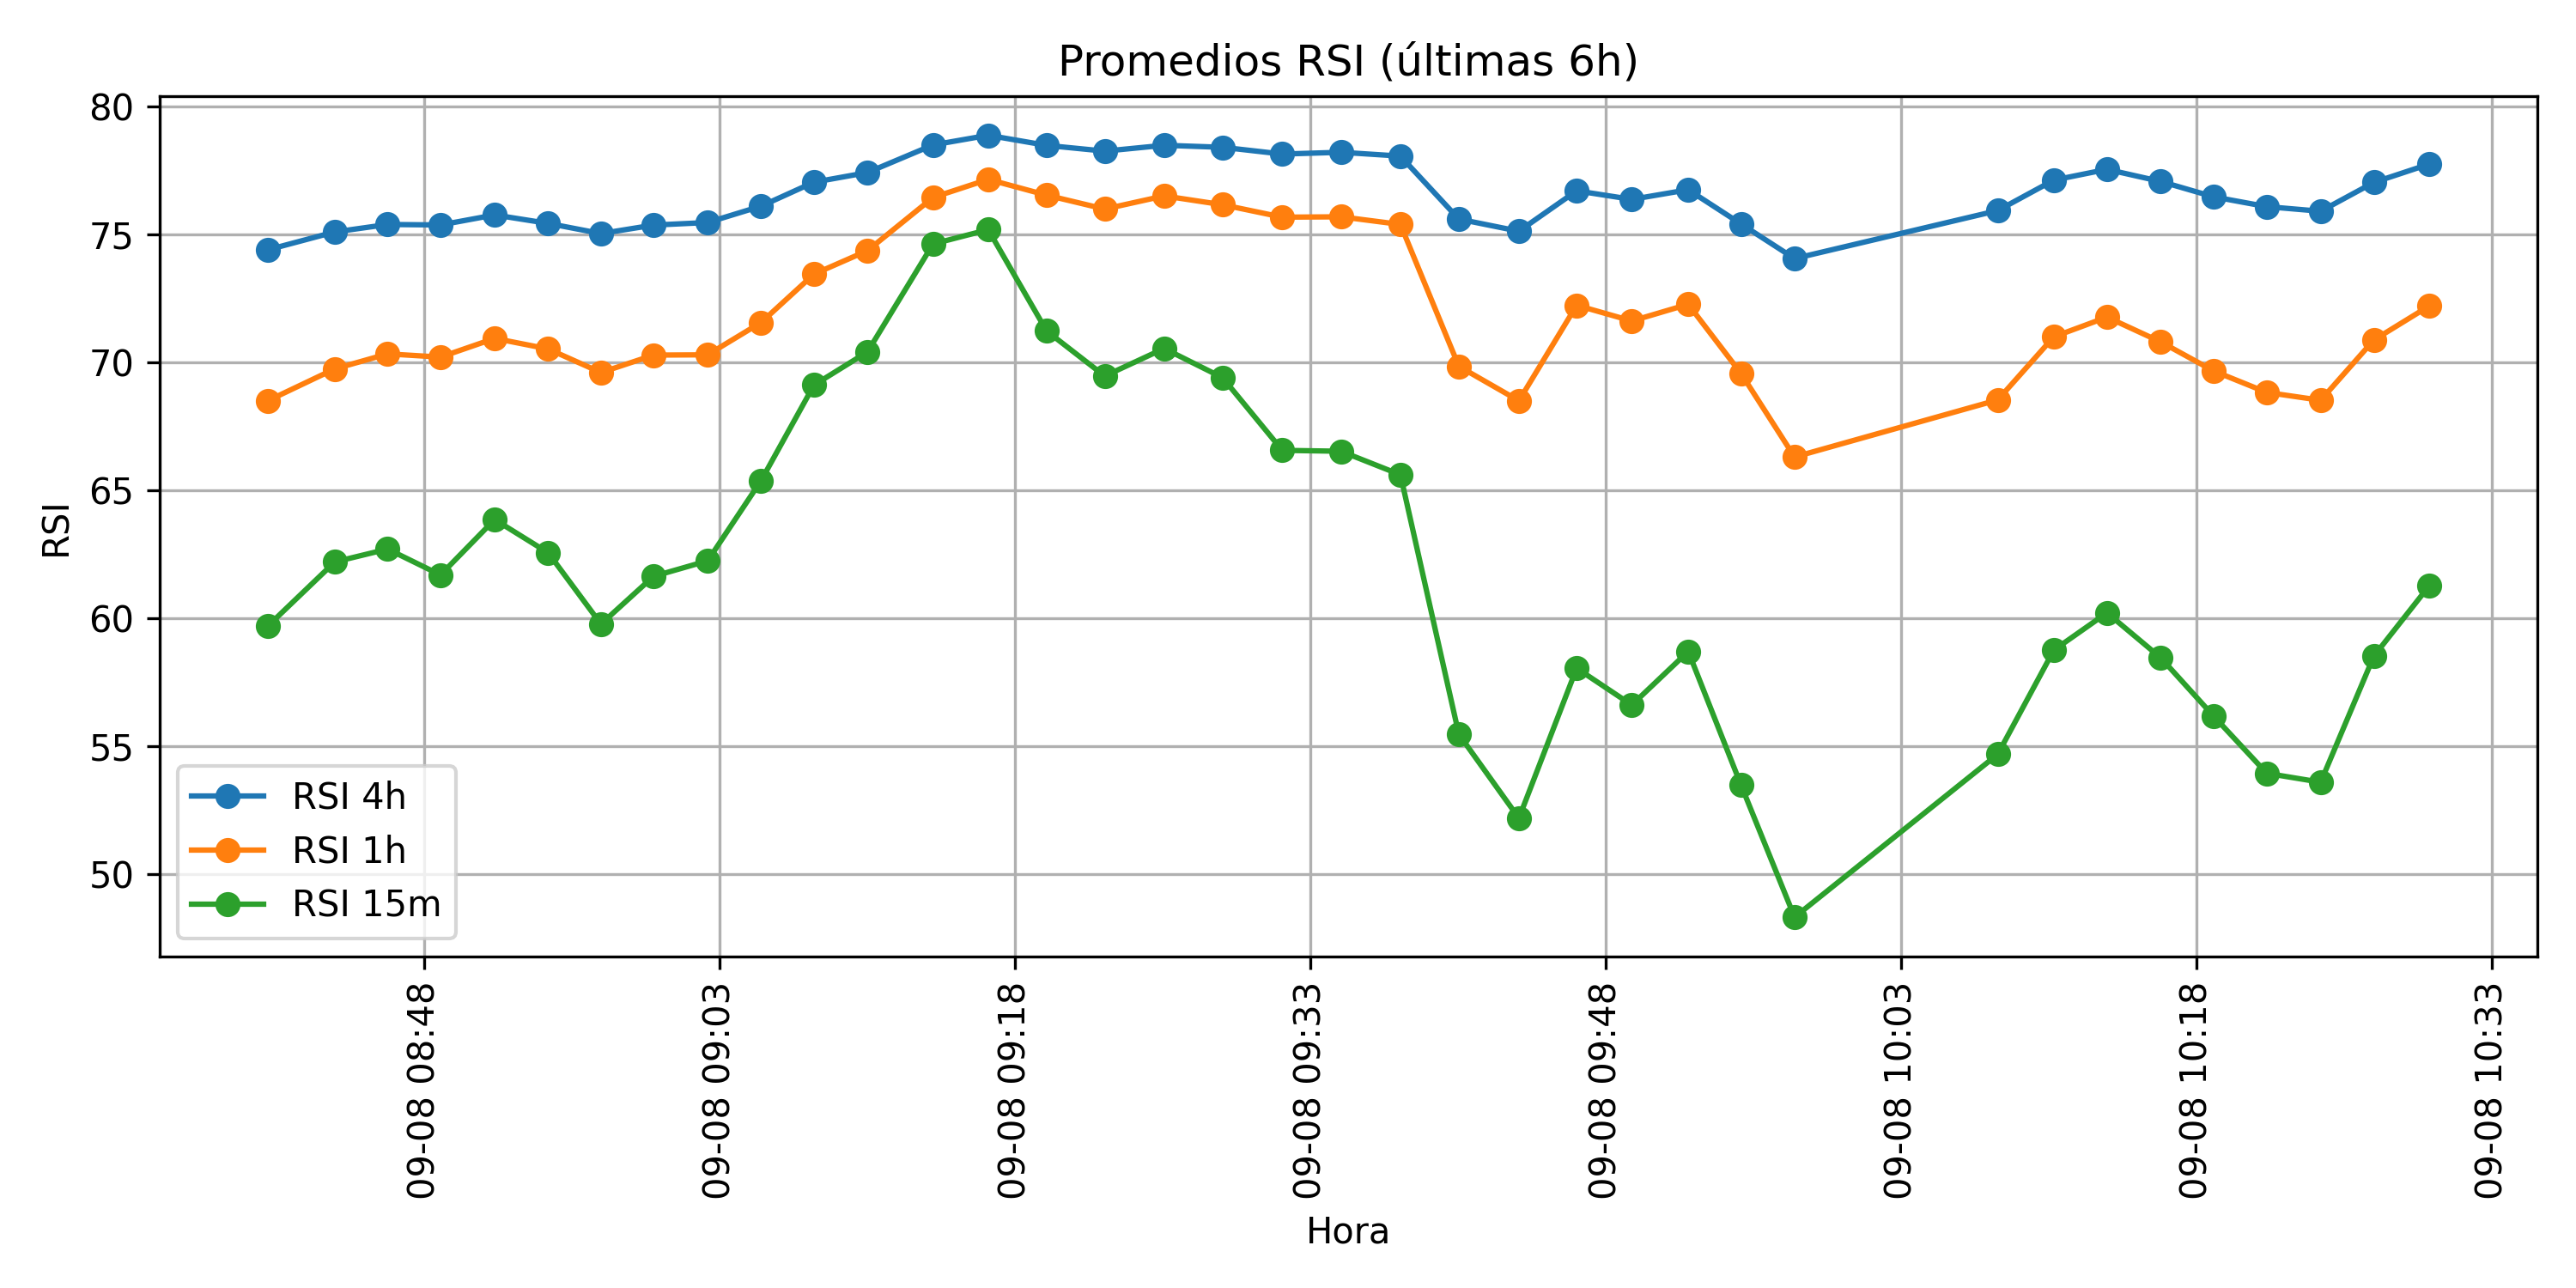 Promedios RSI (últimas 6h)
80
75
70
65
60
55
50
RSI
RSI 4h
RSI 1h
RSI 15m
09-08 08:48
09-08 09:03
09-08 09:18
09-08 09:33
09-08 09:48
09-08 10:03
09-08 10:18
09-08 10:33
Hora